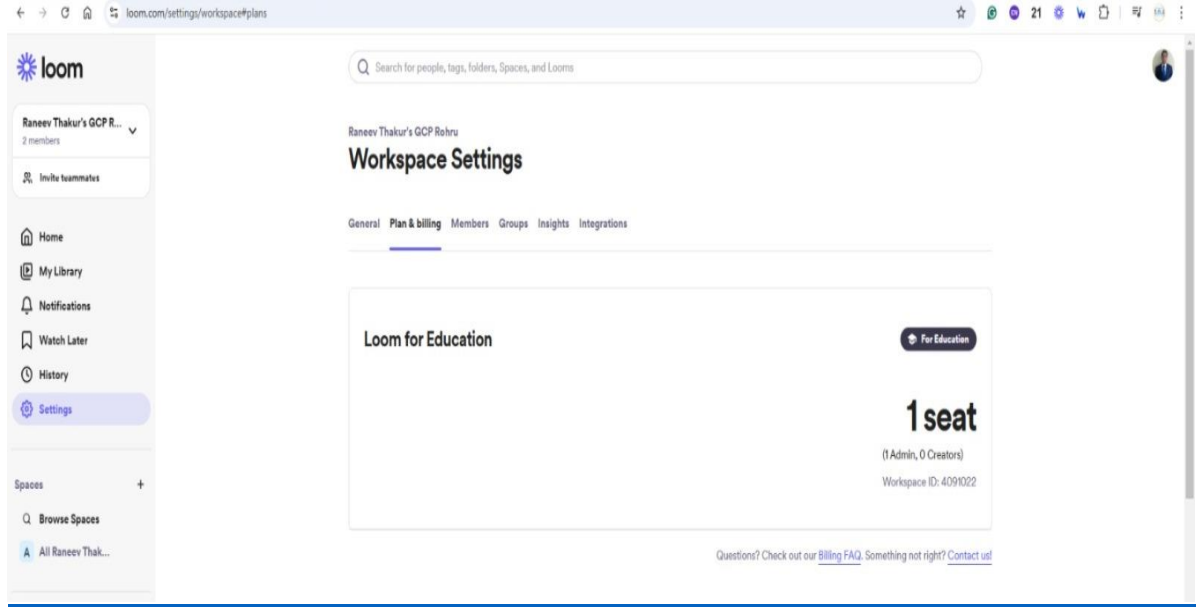 loom.com/settings/workspace#plans
21
loom
Search for people, tags, folders, Spaces, and Looms
Raneev Thakur's GCP R...
2 members
Invite teammates
Home
My Library
Notifications
Watch Later
History
Settings
Spaces +
Browse Spaces
A All Raneev Thak...
Raneev Thakur's GCP Rohru
Workspace Settings
General Plan & billing Members Groups Insights Integrations
Loom for Education
For Education
1 seat
(1 Admin, 0 Creators)
Workspace ID: 4091022
Questions? Check out our Billing FAQ. Something not right? Contact us!